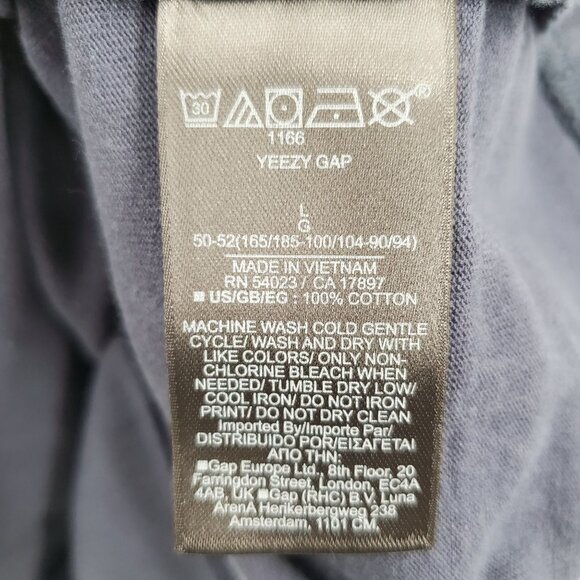 30
®
1166
YEEZY GAP
L
G
50-52(165/185-100/104-90/94)
MADE IN VIETNAM
RN 54023 / CA 17897
■ US/GB/EG : 100% COTTON
MACHINE WASH COLD GENTLE
CYCLE/ WASH AND DRY WITH
LIKE COLORS/ ONLY NON-
CHLORINE BLEACH WHEN
NEEDED/ TUMBLE DRY LOW/
COOL IRON/ DO NOT IRON
PRINT/ DO NOT DRY CLEAN
Imported By/Importe Par/
DISTRIBUIDO POR/ΕΙΣΑΓΕΤΑΙ
ΑΠΟ ΤΗΝ:
■Gap Europe Ltd., 8th Floor, 20
Farringdon Street, London, EC4A
4AB, UK ■Gap (RHC) B.V. Luna
ArenA Herikerbergweg 238
Amsterdam, 1101 CM.